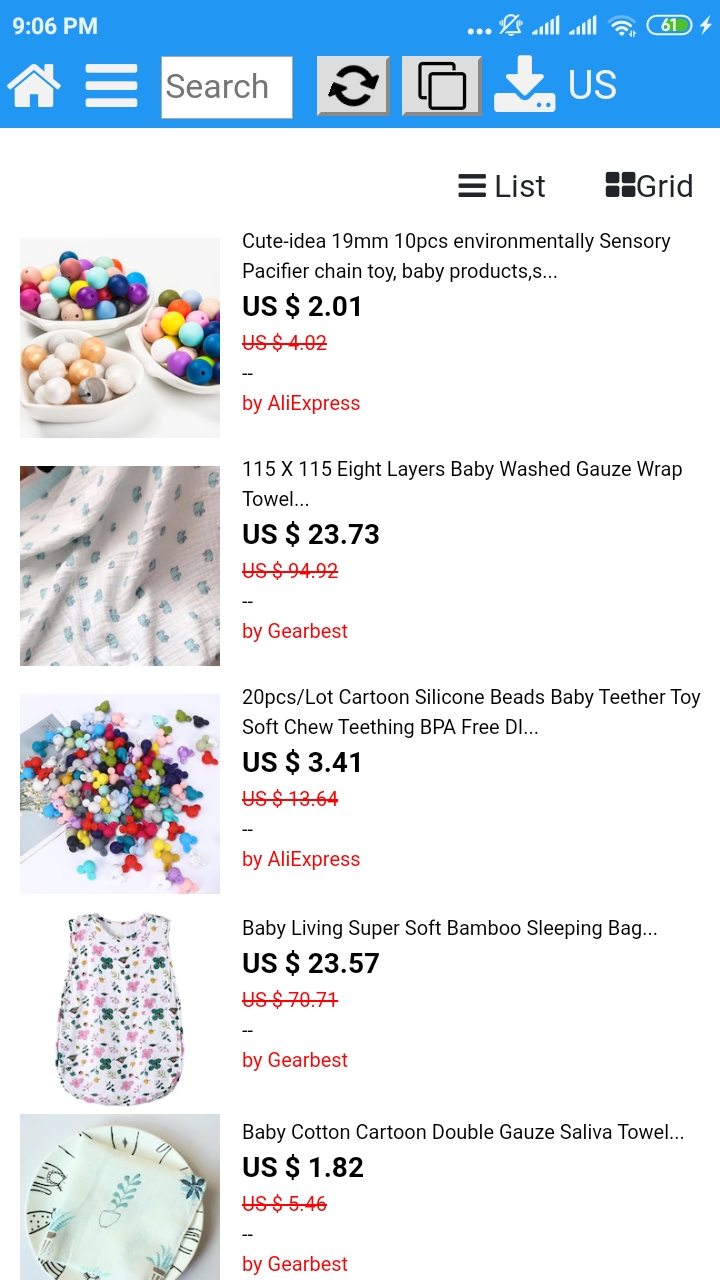 9:06 PM
61
Search
US
List
Grid
Cute-idea 19mm 10pcs environmentally Sensory
Pacifier chain toy, baby products,s...
US $ 2.01
US $ 4.02
--
by AliExpress
115 X 115 Eight Layers Baby Washed Gauze Wrap
Towel...
US $ 23.73
US $ 94.92
--
by Gearbest
20pcs/Lot Cartoon Silicone Beads Baby Teether Toy
Soft Chew Teething BPA Free DI...
US $ 3.41
US $ 13.64
--
by AliExpress
Baby Living Super Soft Bamboo Sleeping Bag...
US $ 23.57
US $ 70.71
--
by Gearbest
Baby Cotton Cartoon Double Gauze Saliva Towel...
US $ 1.82
US $ 5.46
--
by Gearbest